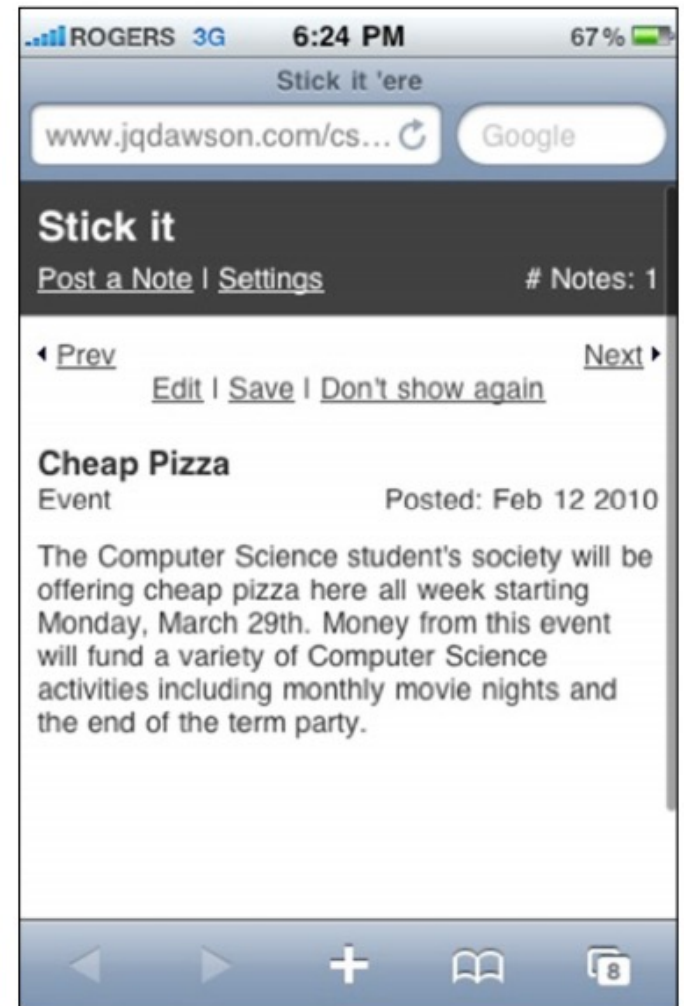 ROGERS 3G 6:24 PM 67%
Stick it 'ere
www.jqdawson.com/cs... Google
Stick it
Post a Note | Settings # Notes: 1
Prev Next
Edit | Save | Don't show again
Cheap Pizza
Event Posted: Feb 12 2010
The Computer Science student's society will be
offering cheap pizza here all week starting
Monday, March 29th. Money from this event
will fund a variety of Computer Science
activities including monthly movie nights and
the end of the term party.
8